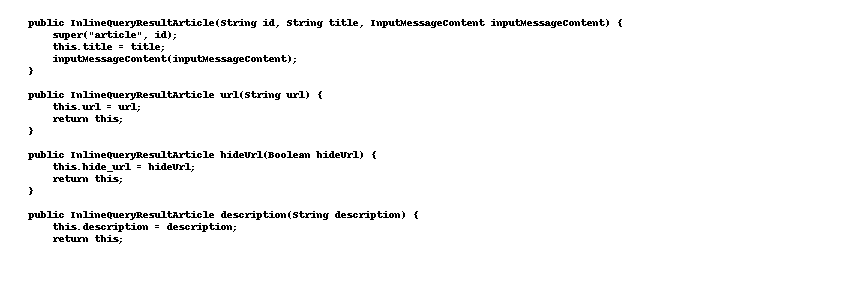 public InlineQueryResultArticle(String id, String title, InputMessageContent inputMessageContent) {
    super("article", id);
    this.title = title;
    inputMessageContent(inputMessageContent);
}

public InlineQueryResultArticle url(String url) {
    this.url = url;
    return this;
}

public InlineQueryResultArticle hideUrl(Boolean hideUrl) {
    this.hide_url = hideUrl;
    return this;
}

public InlineQueryResultArticle description(String description) {
    this.description = description;
    return this;